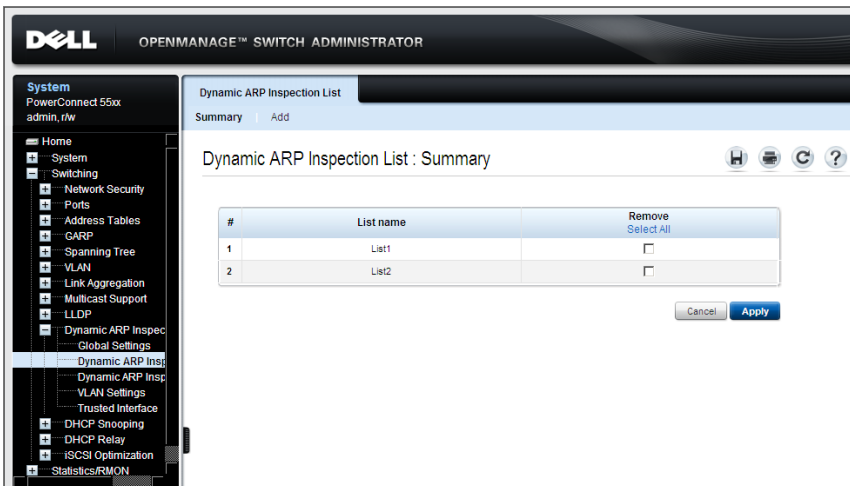 DELL
OPENMANAGE™ SWITCH ADMINISTRATOR
System
PowerConnect 55xx
admin, r/w
Home
System
Switching
Network Security
Ports
Address Tables
GARP
Spanning Tree
VLAN
Link Aggregation
Multicast Support
LLDP
Dynamic ARP Inspec
Global Settings
Dynamic ARP Insp
Dynamic ARP Insp
VLAN Settings
Trusted Interface
DHCP Snooping
DHCP Relay
iSCSI Optimization
Statistics/RMON
Dynamic ARP Inspection List
Summary Add
Dynamic ARP Inspection List : Summary
# List name Remove
Select All
1 List1
2 List2
Cancel Apply